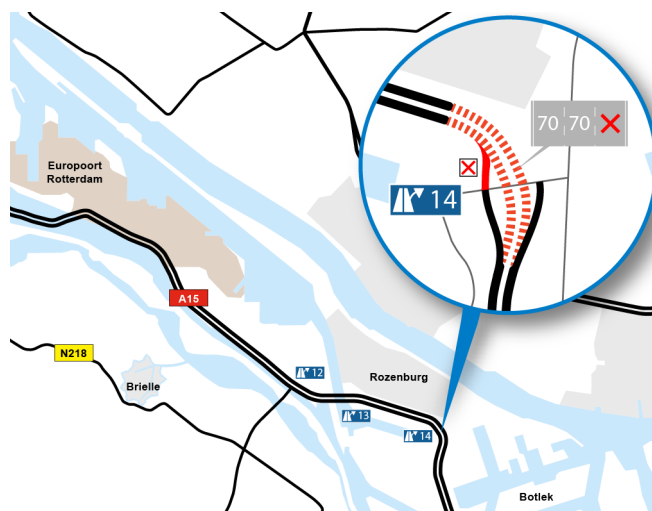 70 70
14
Europoort
Rotterdam
A15
N218
Brielle
12
Rozenburg
13
14
Botlek